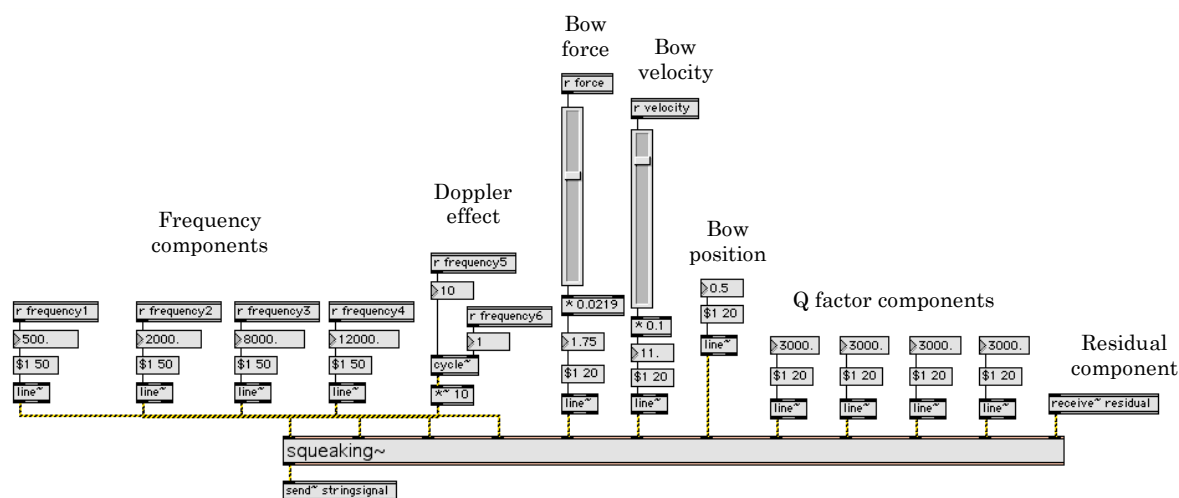 Bow
force
Bow
velocity
r force
r velocity
Doppler
effect
Frequency
components
Bow
position
r frequency5
10
0.5
Q factor components
r frequency1
r frequency2
r frequency3
r frequency4
r frequency6
* 0.0219
$1 20
* 0.1
500.
2000.
8000.
12000.
1
1.75
line~
3000.
3000.
3000.
3000.
Residual
component
11.
$1 50
$1 50
$1 50
$1 50
cycle~
$1 20
$1 20
$1 20
$1 20
$1 20
$1 20
line~
line~
line~
line~
*~ 10
line~
line~
line~
line~
line~
line~
receive~ residual
squeaking~
send~ stringsignal